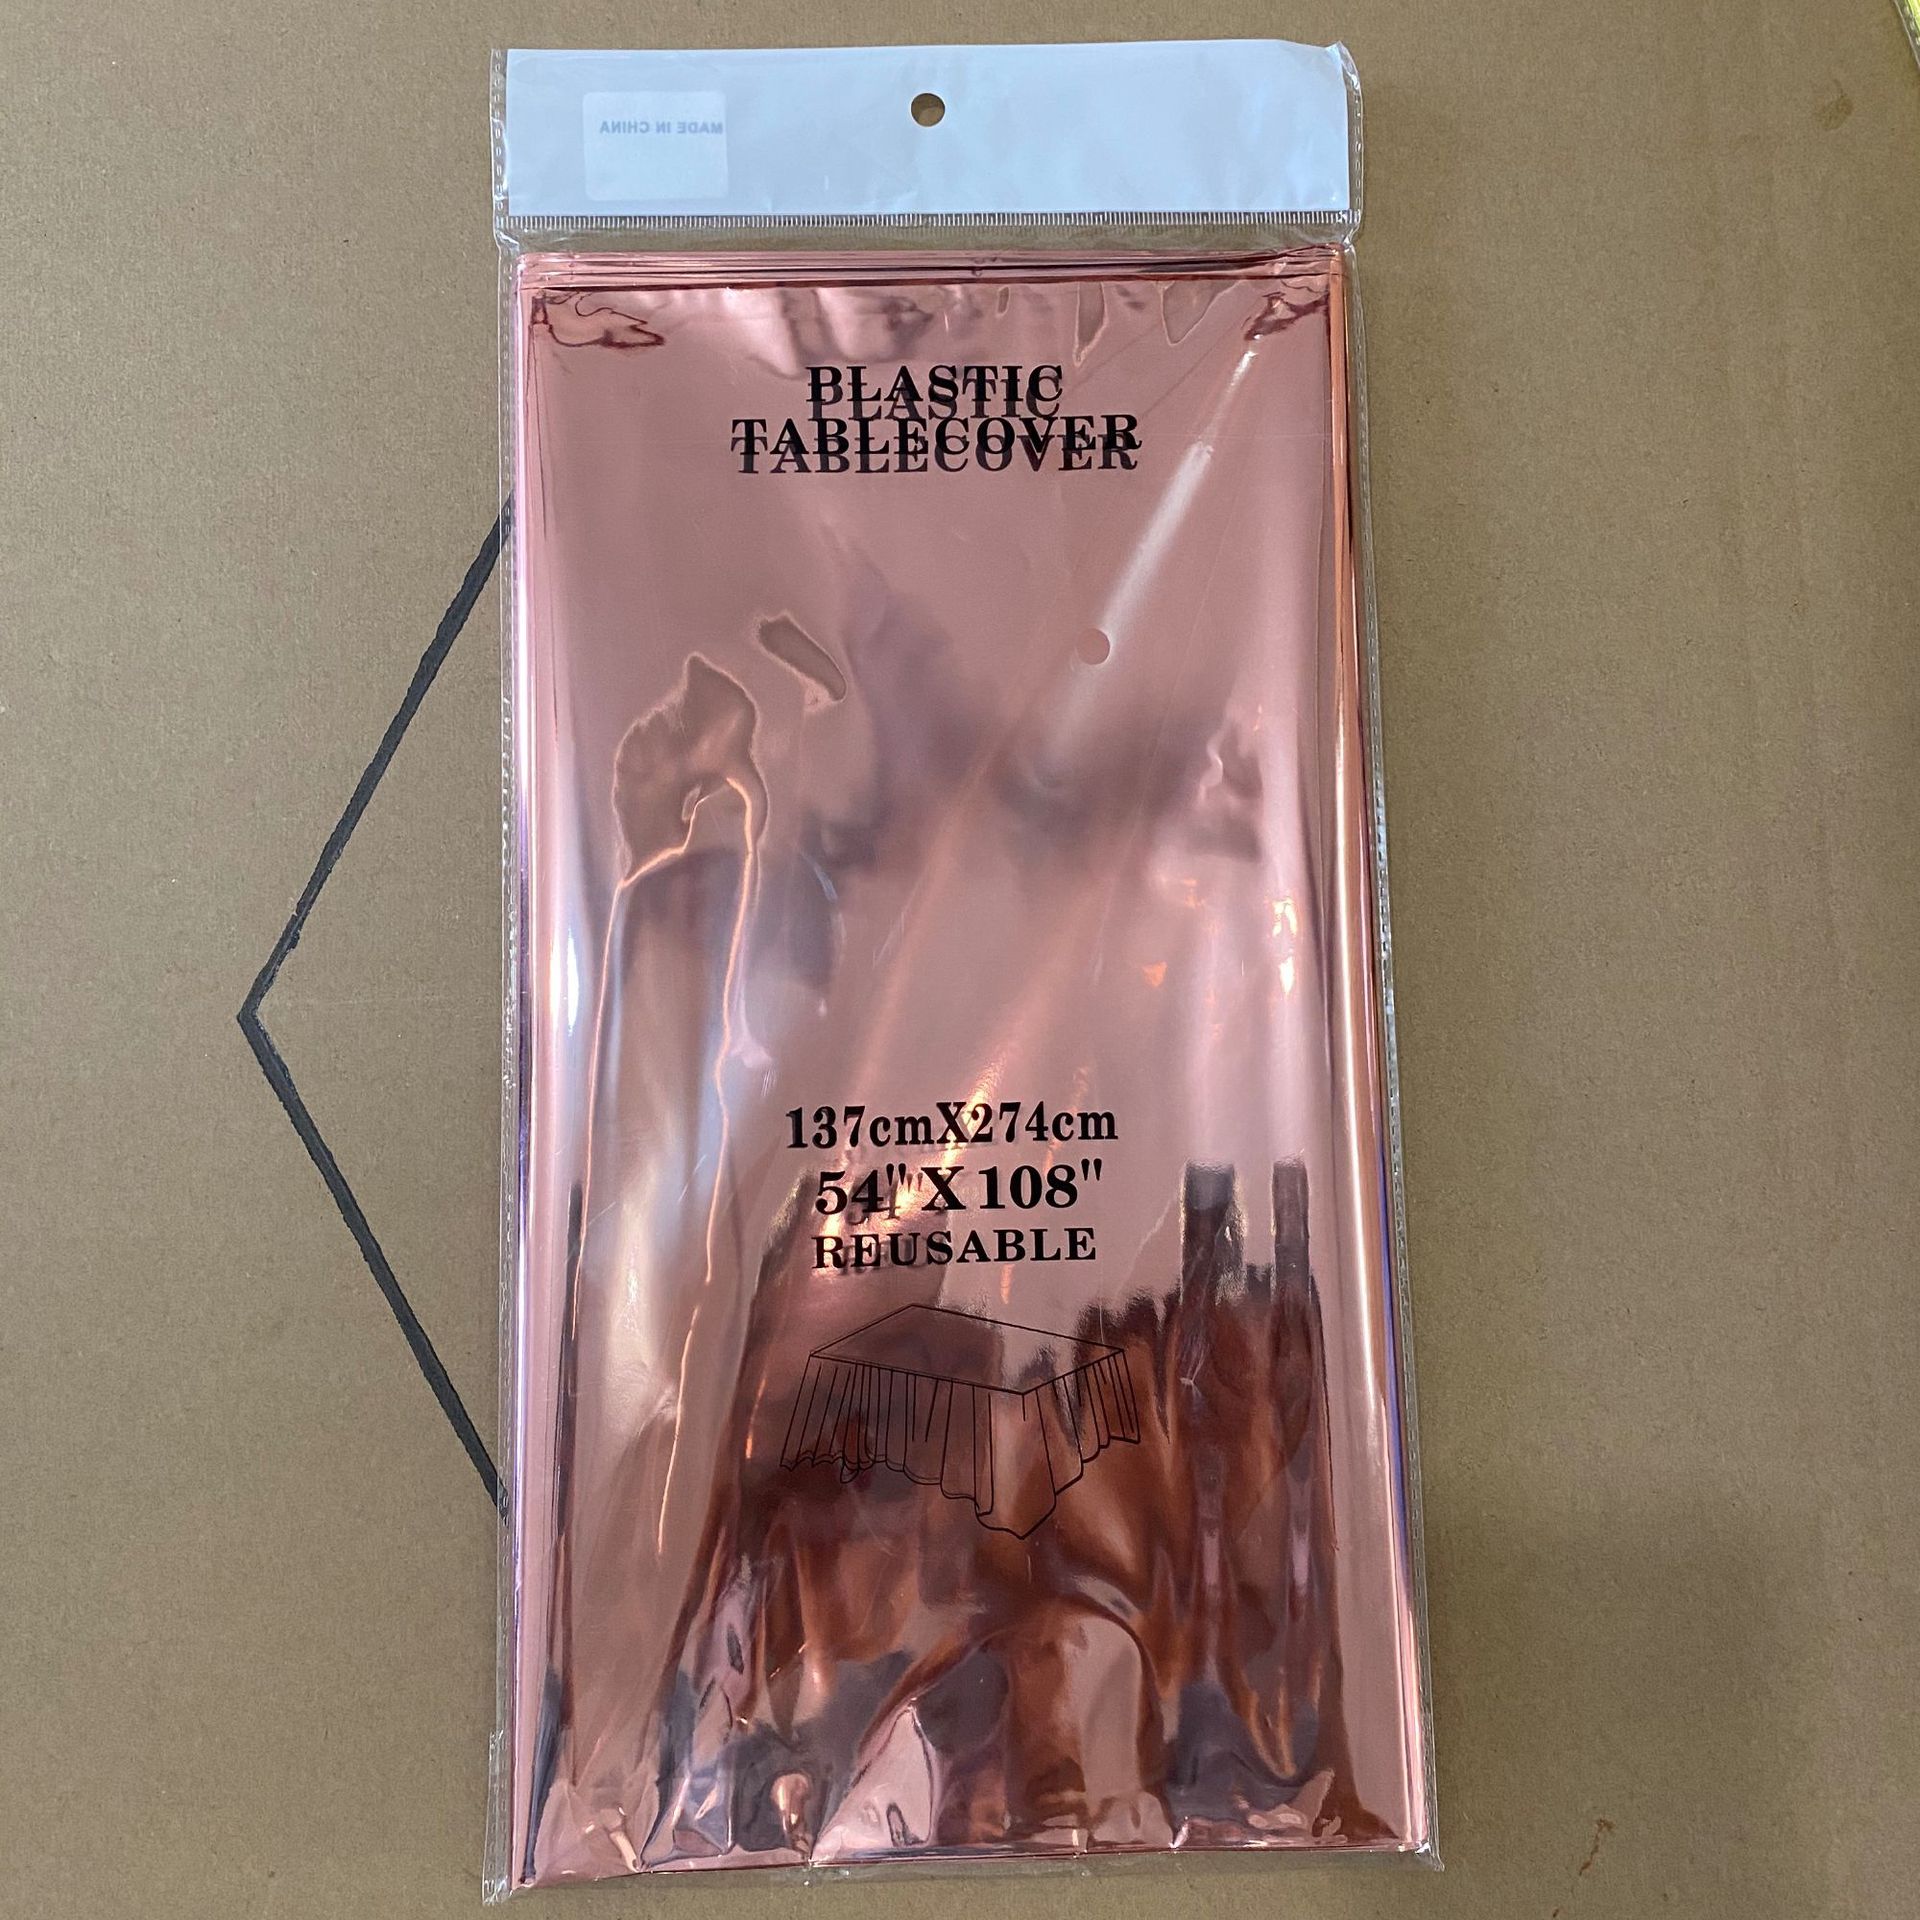 MADE IN CHINA
PLASTIC
TABLECOVER
137cmX274cm
54"X108"
REUSABLE